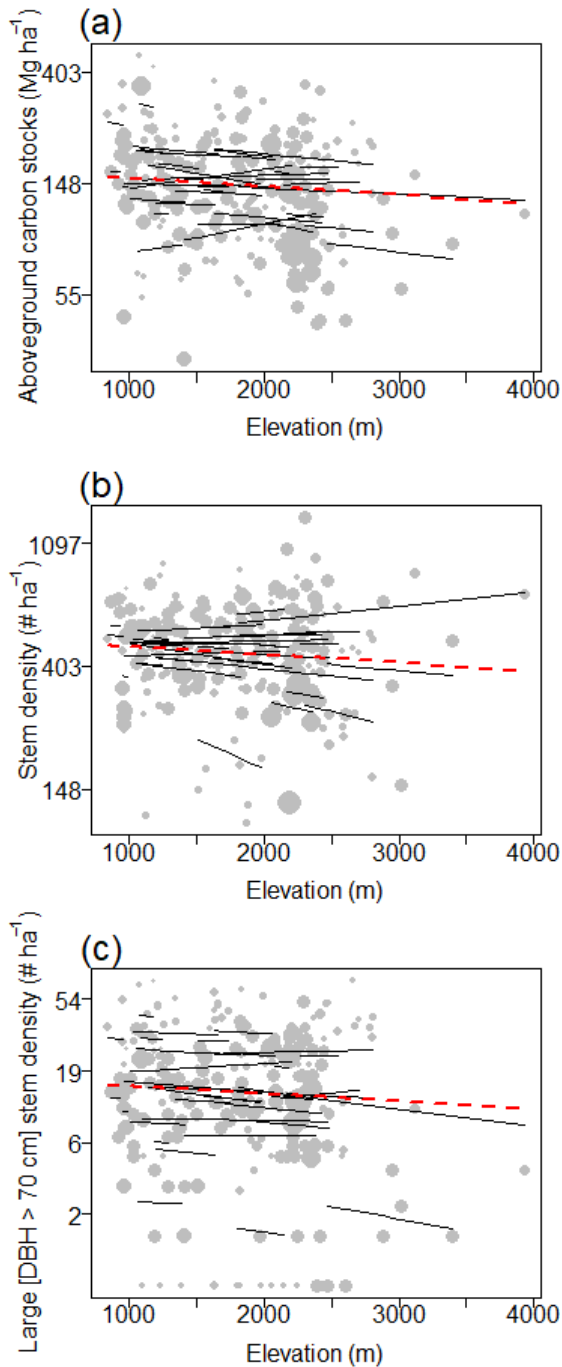 (a)
Aboveground carbon stocks (Mg ha⁻¹)
403
148
55
1000 2000 3000 4000
Elevation (m)
(b)
Stem density (# ha⁻¹)
1097
403
148
1000 2000 3000 4000
Elevation (m)
(c)
Large [DBH > 70 cm] stem density (# ha⁻¹)
54
19
6
2
1000 2000 3000 4000
Elevation (m)